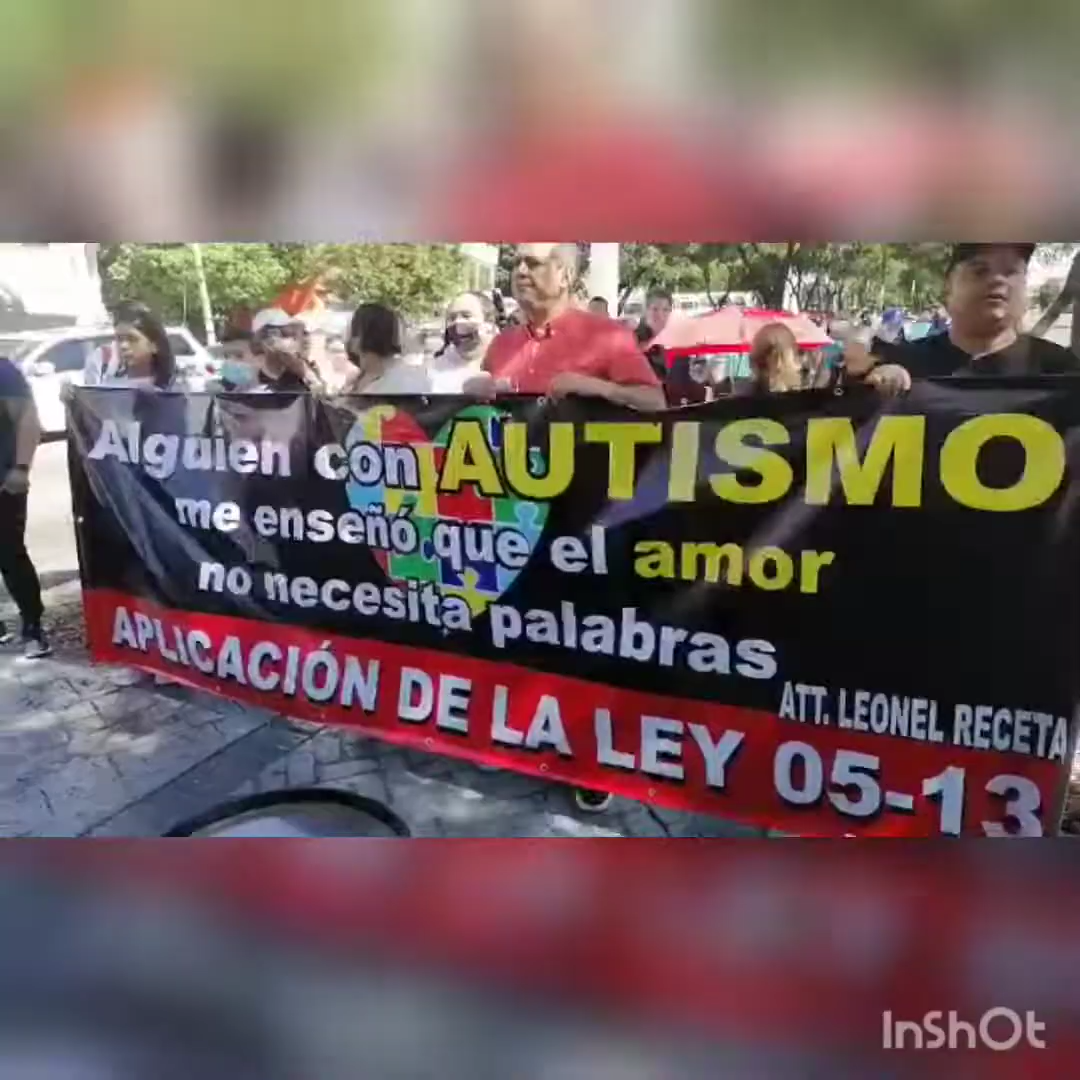 Alguien con AUTISMO
me enseñó que el amor
no necesita palabras
ATT. LEONEL RECETA
APLICACIÓN DE LA LEY 05-13
InShOt